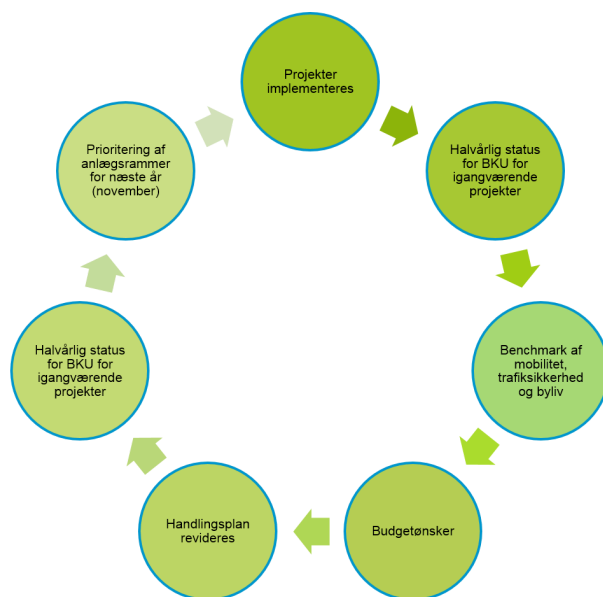 Projekter
implementeres
Halvårlig status
for BKU for
igangværende
projekter
Benchmark af
mobilitet,
trafiksikkerhed
og byliv
Budgetønsker
Handlingsplan
revideres
Halvårlig status
for BKU for
igangværende
projekter
Prioritering af
anlægsrammer
for næste år
(november)